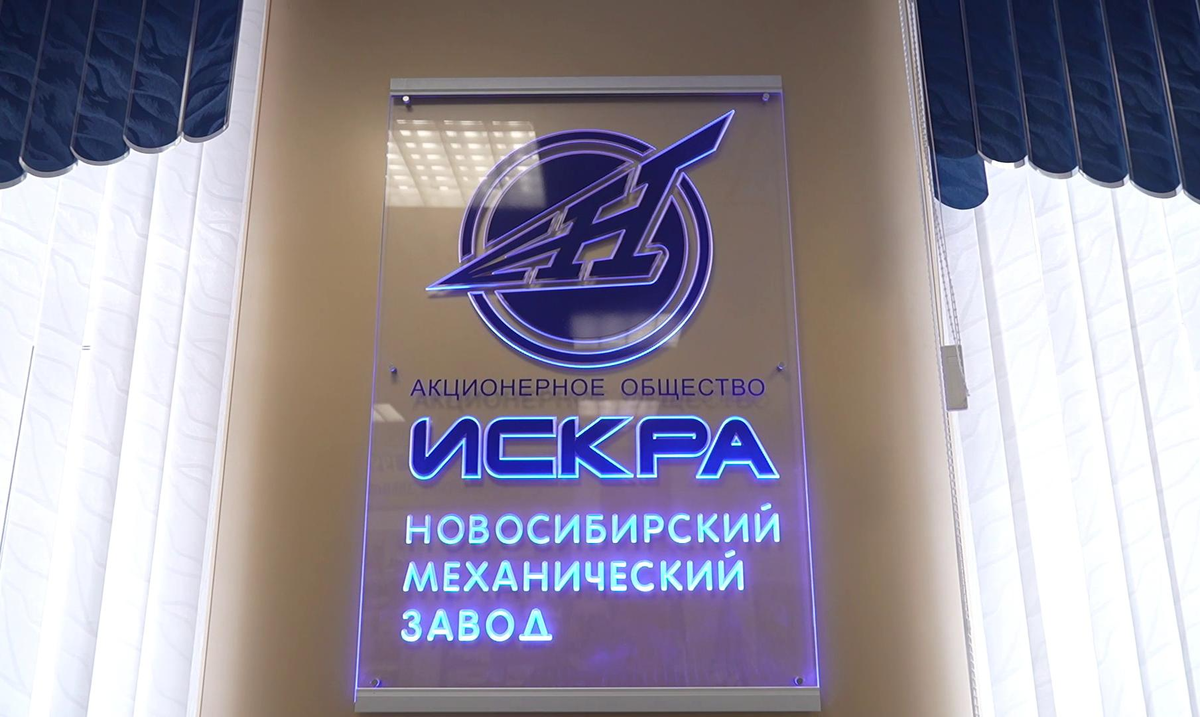 АКЦИОНЕРНОЕ ОБЩЕСТВО
ИСКРА
НОВОСИБИРСКИЙ
МЕХАНИЧЕСКИЙ
ЗАВОД